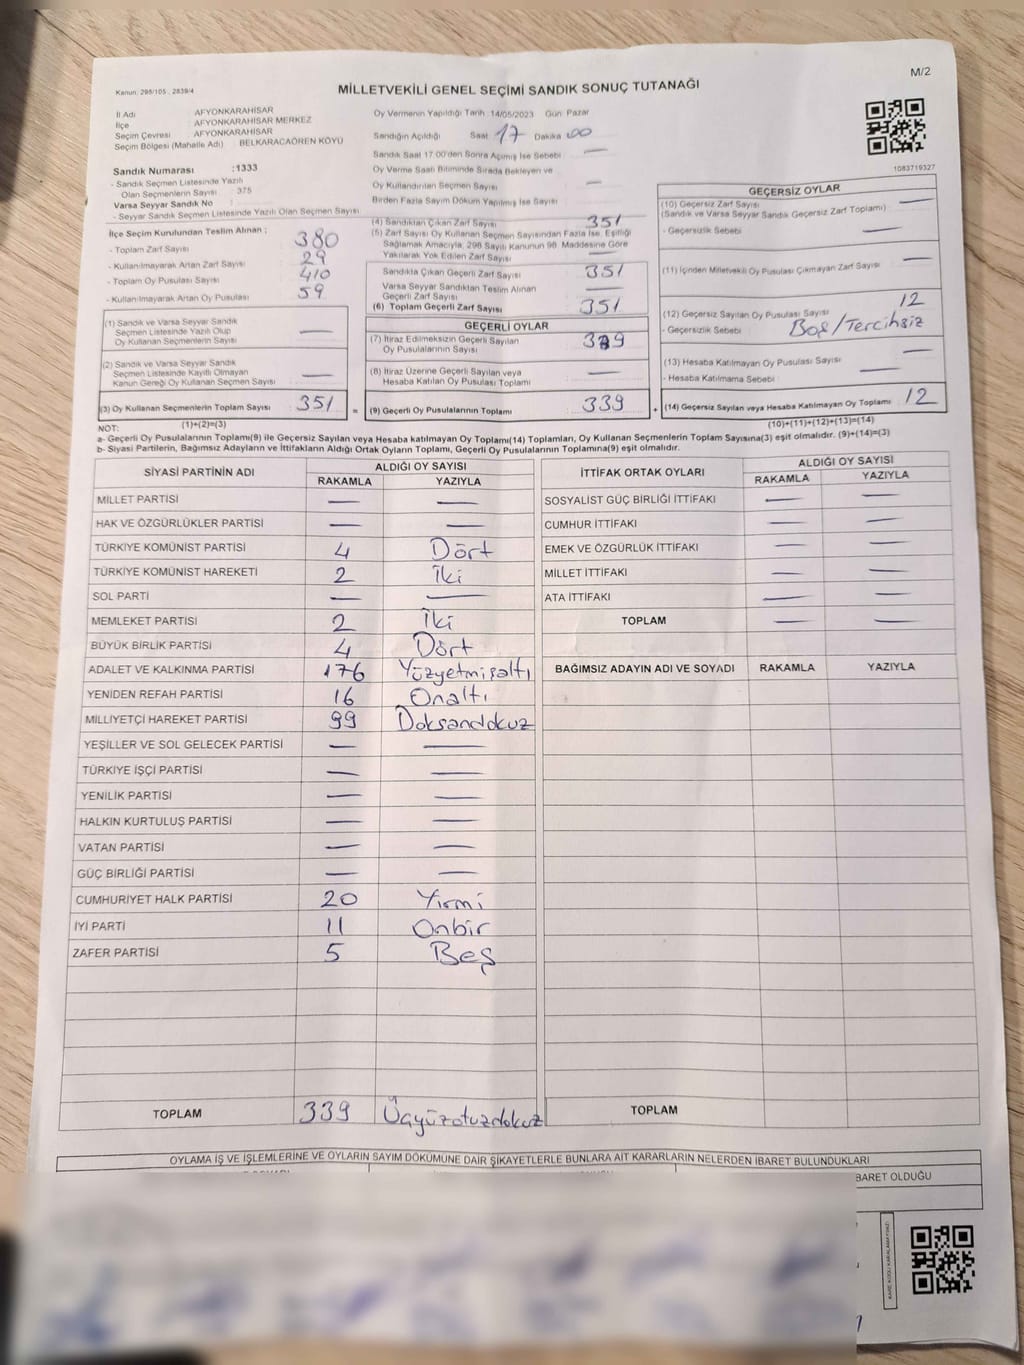 M/2
Kanun. 298/105 , 2839/4
MİLLETVEKİLİ GENEL SEÇİMİ SANDIK SONUÇ TUTANAĞI
İl Adı : AFYONKARAHİSAR
İlçe : AFYONKARAHİSAR MERKEZ
Seçim Çevresi : AFYONKARAHİSAR
Seçim Bölgesi (Mahalle Adı) : BELKARACAÖREN KÖYÜ
Oy Vermenin Yapıldığı Tarih :14/05/2023 Gün: Pazar
Sandığın Açıldığı Saat 17 Dakika 00
Sandık Saat 17:00'den Sonra Açılmış İse Sebebi : —
Oy Verme Saati Bitiminde Sırada Bekleyen ve
Oy Kullandırılan Seçmen Sayısı : —
Birden Fazla Sayım Döküm Yapılmış İse Sayısı :
1083719327
Sandık Numarası :1333
- Sandık Seçmen Listesinde Yazılı
Olan Seçmenlerin Sayısı : 375
Varsa Seyyar Sandık No :
- Seyyar Sandık Seçmen Listesinde Yazılı Olan Seçmen Sayısı
İlçe Seçim Kurulundan Teslim Alınan ;
- Toplam Zarf Sayısı : 380
- Kullanılmayarak Artan Zarf Sayısı : 29
- Toplam Oy Pusulası Sayısı : 410
- Kullanılmayarak Artan Oy Pusulası : 59
(1) Sandık ve Varsa Seyyar Sandık
Seçmen Listesinde Yazılı Olup
Oy Kullanan Seçmenlerin Sayısı : —
(2) Sandık ve Varsa Seyyar Sandık
Seçmen Listesinde Kayıtlı Olmayan
Kanun Gereği Oy Kullanan Seçmen Sayısı : —
(3) Oy Kullanan Seçmenlerin Toplam Sayısı : 351 =
(1)+(2)=(3)
(4) Sandıktan Çıkan Zarf Sayısı : 351
(5) Zarf Sayısı Oy Kullanan Seçmen Sayısından Fazla İse, Eşitliği
Sağlamak Amacıyla, 298 Sayılı Kanunun 98. Maddesine Göre
Yakılarak Yok Edilen Zarf Sayısı : —
Sandıkta Çıkan Geçerli Zarf Sayısı : 351
Varsa Seyyar Sandıktan Teslim Alınan
Geçerli Zarf Sayısı : —
(6) Toplam Geçerli Zarf Sayısı : 351
GEÇERLİ OYLAR
(7) İtiraz Edilmeksizin Geçerli Sayılan
Oy Pusulalarının Sayısı : 339
(8) İtiraz Üzerine Geçerli Sayılan veya
Hesaba Katılan Oy Pusulası Toplamı : —
(9) Geçerli Oy Pusulalarının Toplamı : 339 +
GEÇERSİZ OYLAR
(10) Geçersiz Zarf Sayısı
(Sandık ve Varsa Seyyar Sandık Geçersiz Zarf Toplamı) : —
- Geçersizlik Sebebi : —
(11) İçinden Milletvekili Oy Pusulası Çıkmayan Zarf Sayısı : —
(12) Geçersiz Sayılan Oy Pusulası Sayısı : 12
- Geçersizlik Sebebi : Boş/Tercihsiz
(13) Hesaba Katılmayan Oy Pusulası Sayısı : —
- Hesaba Katılmama Sebebi : —
(14) Geçersiz Sayılan veya Hesaba Katılmayan Oy Toplamı : 12
(10)+(11)+(12)+(13)=(14)
NOT:
a- Geçerli Oy Pusulalarının Toplamı(9) ile Geçersiz Sayılan veya Hesaba katılmayan Oy Toplamı(14) Toplamları, Oy Kullanan Seçmenlerin Toplam Sayısına(3) eşit olmalıdır. (9)+(14)=(3)
b- Siyasi Partilerin, Bağımsız Adayların ve İttifakların Aldığı Ortak Oyların Toplamı, Geçerli Oy Pusulalarının Toplamına(9) eşit olmalıdır.
SİYASİ PARTİNİN ADI ALDIĞI OY SAYISI
RAKAMLA YAZIYLA
MİLLET PARTİSİ — —
HAK VE ÖZGÜRLÜKLER PARTİSİ — —
TÜRKİYE KOMÜNİST PARTİSİ 4 Dört
TÜRKİYE KOMÜNİST HAREKETİ 2 İki
SOL PARTİ — —
MEMLEKET PARTİSİ 2 İki
BÜYÜK BİRLİK PARTİSİ 4 Dört
ADALET VE KALKINMA PARTİSİ 176 Yüzyetmişaltı
YENİDEN REFAH PARTİSİ 16 Onaltı
MİLLİYETÇİ HAREKET PARTİSİ 99 Doksandokuz
YEŞİLLER VE SOL GELECEK PARTİSİ — —
TÜRKİYE İŞÇİ PARTİSİ — —
YENİLİK PARTİSİ — —
HALKIN KURTULUŞ PARTİSİ — —
VATAN PARTİSİ — —
GÜÇ BİRLİĞİ PARTİSİ — —
CUMHURİYET HALK PARTİSİ 20 Yirmi
İYİ PARTİ 11 Onbir
ZAFER PARTİSİ 5 Beş
TOPLAM 339 Üçyüzotuzdokuz
İTTİFAK ORTAK OYLARI ALDIĞI OY SAYISI
RAKAMLA YAZIYLA
SOSYALİST GÜÇ BİRLİĞİ İTTİFAKI — —
CUMHUR İTTİFAKI — —
EMEK VE ÖZGÜRLÜK İTTİFAKI — —
MİLLET İTTİFAKI — —
ATA İTTİFAKI — —
TOPLAM — —
BAĞIMSIZ ADAYIN ADI VE SOYADI RAKAMLA YAZIYLA
TOPLAM
OYLAMA İŞ VE İŞLEMLERİNE VE OYLARIN SAYIM DÖKÜMÜNE DAİR ŞİKAYETLERLE BUNLARA AİT KARARLARIN NELERDEN İBARET BULUNDUKLARI
BARET OLDUĞU